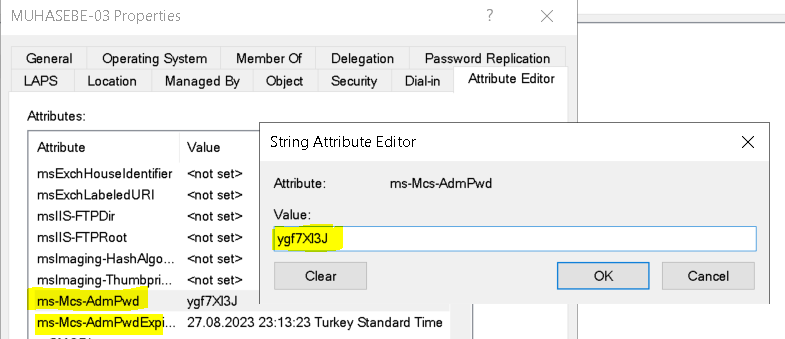 MUHASEBE-03 Properties
General Operating System Member Of Delegation Password Replication
LAPS Location Managed By Object Security Dial-in Attribute Editor
Attributes:
Attribute Value
msExchHouseIdentifier <not set>
msExchLabeledURI <not set>
msIIS-FTPDir <not set>
msIIS-FTPRoot <not set>
msImaging-HashAlgo... <not set>
msImaging-Thumbpri... <not set>
ms-Mcs-AdmPwd ygf7Xl3J
ms-Mcs-AdmPwdExpi... 27.08.2023 23:13:23 Turkey Standard Time
String Attribute Editor
Attribute: ms-Mcs-AdmPwd
Value:
ygf7Xl3J
Clear OK Cancel